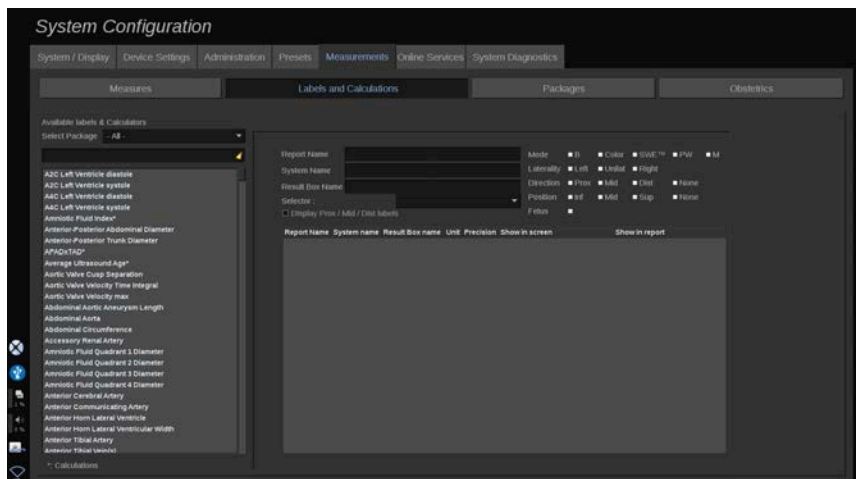 System Configuration
System / Display Device Settings Administration Presets Measurements Online Services System Diagnostics
Measures Labels and Calculations Packages Obstetrics
Available labels & Calculators
Select Package - All -
A2C Left Ventricle diastole
A2C Left Ventricle systole
A4C Left Ventricle diastole
A4C Left Ventricle systole
Amniotic Fluid Index*
Anterior-Posterior Abdominal Diameter
Anterior-Posterior Trunk Diameter
APADxTAD*
Average Ultrasound Age*
Aortic Valve Cusp Separation
Aortic Valve Velocity Time Integral
Aortic Valve Velocity max
Abdominal Aortic Aneurysm Length
Abdominal Aorta
Abdominal Circumference
Accessory Renal Artery
Amniotic Fluid Quadrant 1 Diameter
Amniotic Fluid Quadrant 2 Diameter
Amniotic Fluid Quadrant 3 Diameter
Amniotic Fluid Quadrant 4 Diameter
Anterior Cerebral Artery
Anterior Communicating Artery
Anterior Horn Lateral Ventricle
Anterior Horn Lateral Ventricular Width
Anterior Tibial Artery
Anterior Tibial Vein(s)
*: Calculations
Report Name
System Name
Result Box Name
Selector :
Display Prox / Mid / Dist labels
Mode B Color SWE™ PW M
Laterality Left Unilat Right
Direction Prox Mid Dist None
Position Inf Mid Sup None
Fetus
Report Name System name Result Box name Unit Precision Show in screen Show in report